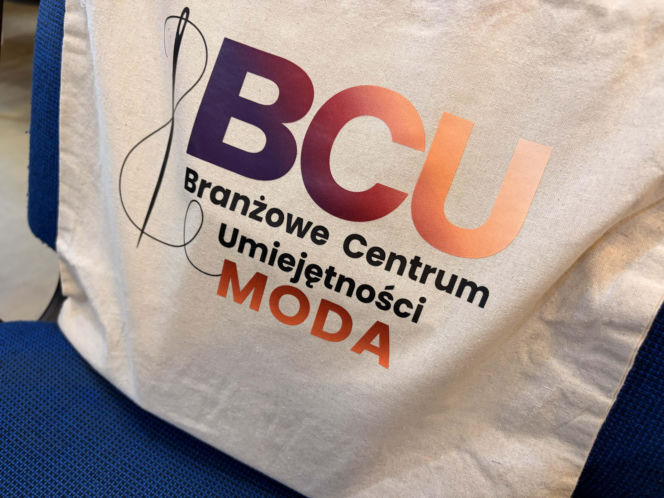 BCU
Branżowe Centrum
Umiejętności
MODA